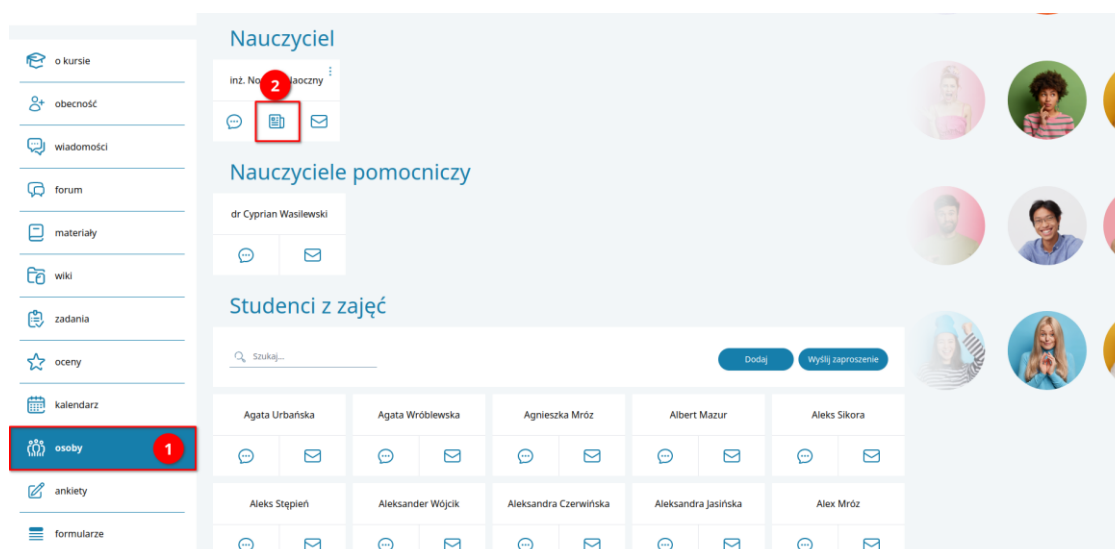 o kursie
obecność
wiadomości
forum
materiały
wiki
zadania
oceny
kalendarz
osoby
1
ankiety
formularze
Nauczyciel
inż.
2
Nauczyciele pomocniczy
dr Cyprian Wasilewski
Studenci z zajęć
Szukaj...
Dodaj
Wyślij zaproszenie
Agata Urbańska
Agata Wróblewska
Agnieszka Mróz
Albert Mazur
Aleks Sikora
Aleks Stępień
Aleksander Wójcik
Aleksandra Czerwińska
Aleksandra Jasińska
Alex Mróz